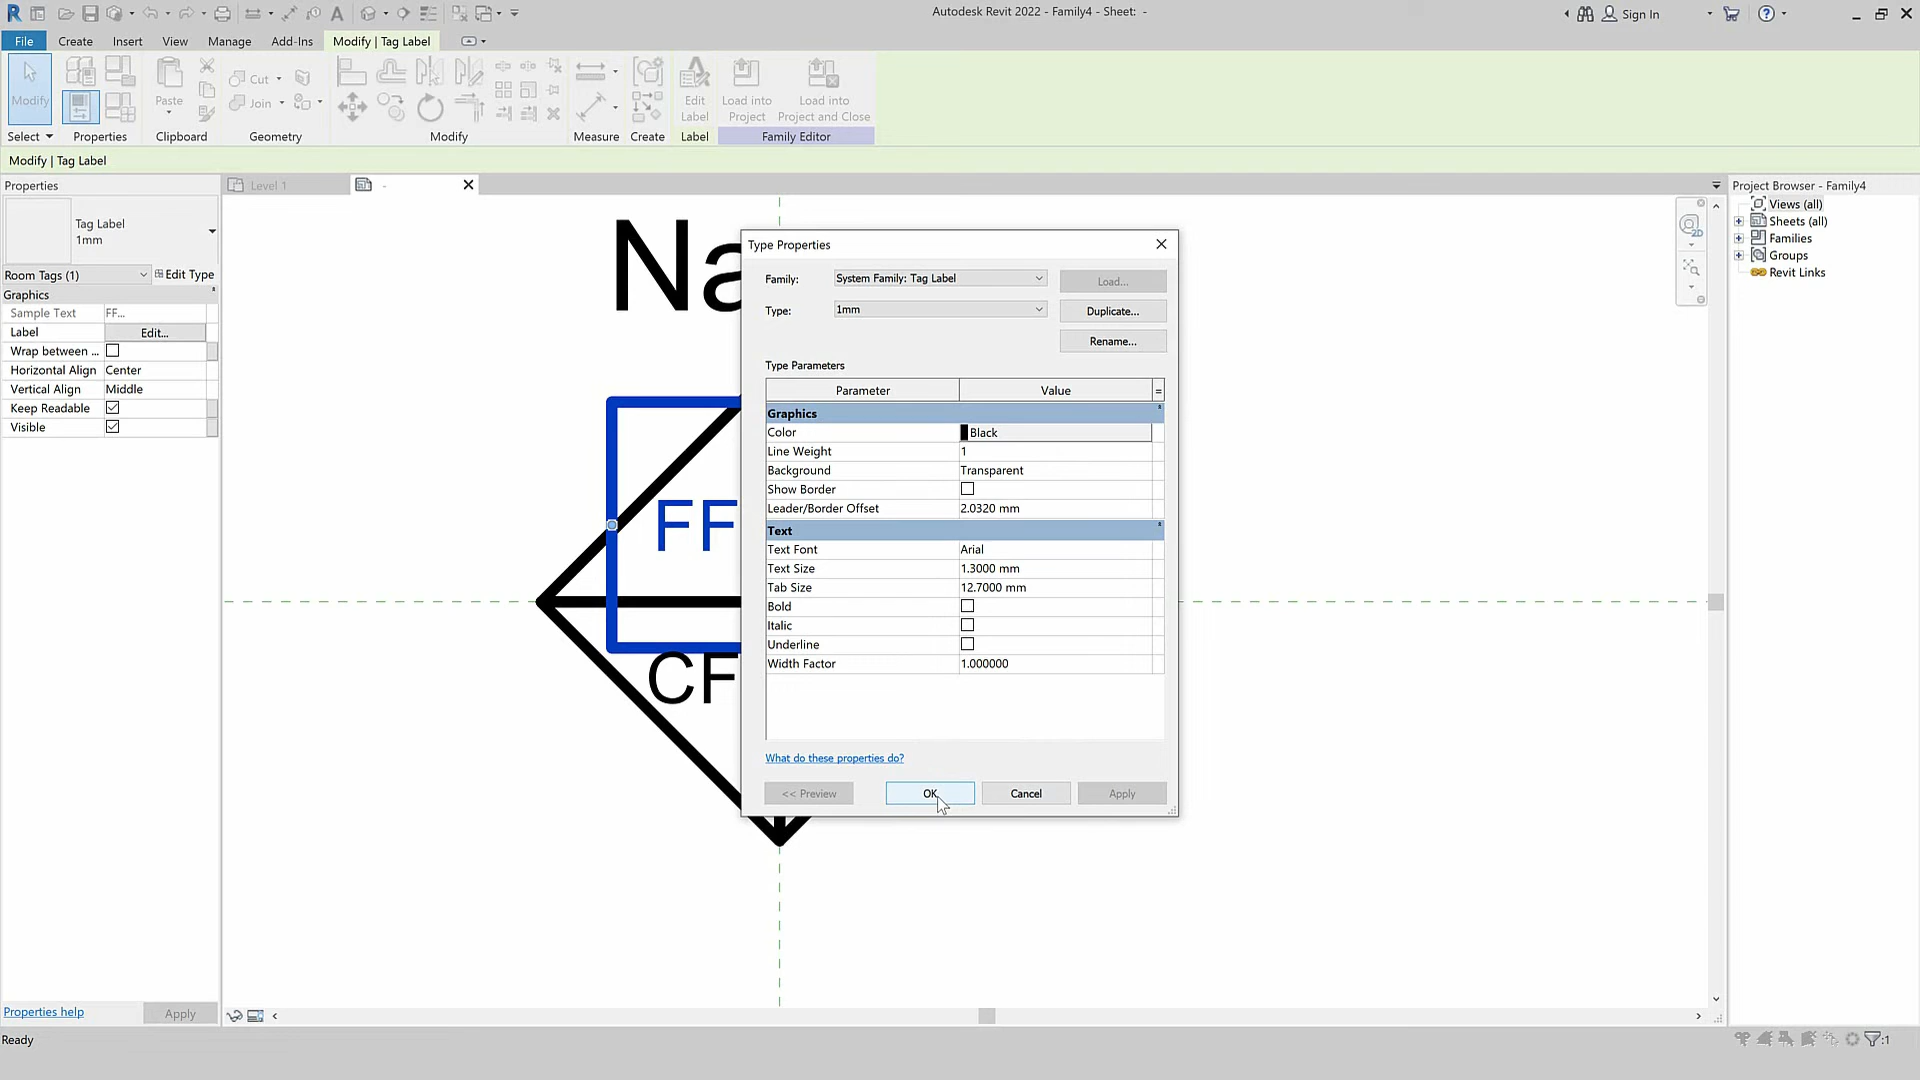 Autodesk Revit 2022 - Family4 - Sheet: -
Sign In
File Create Insert View Manage Add-Ins Modify | Tag Label
Modify
Paste
Cut
Join
Edit Label
Load into Project
Load into Project and Close
Select Properties Clipboard Geometry Modify Measure Create Label Family Editor
Modify | Tag Label
Properties
Tag Label
1mm
Room Tags (1) Edit Type
Graphics
Sample Text FF...
Label Edit...
Wrap between ...
Horizontal Align Center
Vertical Align Middle
Keep Readable
Visible
Properties help Apply
Ready
Level 1
-
Na
FF
CF
Type Properties
Family: System Family: Tag Label Load...
Type: 1mm Duplicate...
Rename...
Type Parameters
Parameter Value =
Graphics
Color Black
Line Weight 1
Background Transparent
Show Border
Leader/Border Offset 2.0320 mm
Text
Text Font Arial
Text Size 1.3000 mm
Tab Size 12.7000 mm
Bold
Italic
Underline
Width Factor 1.000000
What do these properties do?
<< Preview OK Cancel Apply
Project Browser - Family4
Views (all)
Sheets (all)
Families
Groups
Revit Links
2D
:1